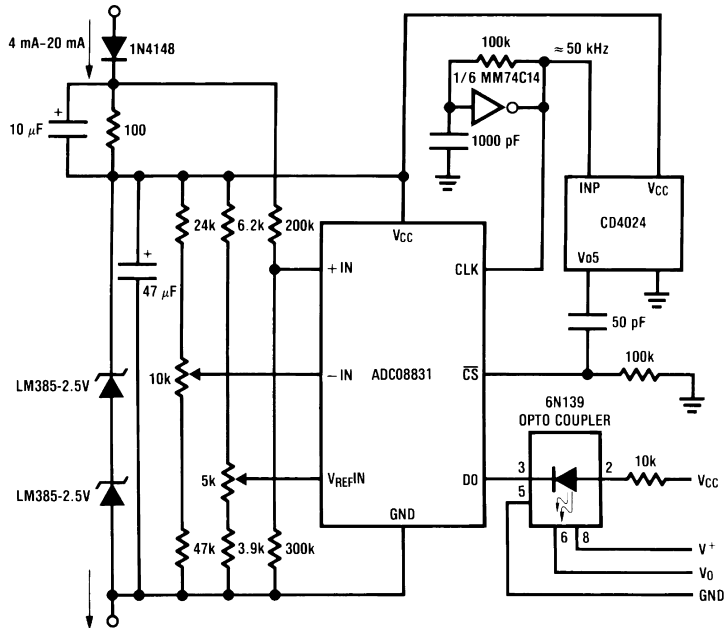 4 mA–20 mA
1N4148
+
10 µF
100
100k
≈ 50 kHz
1/6 MM74C14
1000 pF
INP
VCC
CD4024
VO5
24k
6.2k
200k
VCC
+
47 µF
+ IN
CLK
50 pF
LM385-2.5V
10k
– IN
ADC08831
CS
100k
6N139
OPTO COUPLER
LM385-2.5V
5k
VREFIN
DO
3
2
10k
VCC
5
GND
47k
3.9k
300k
6
8
V+
VO
GND